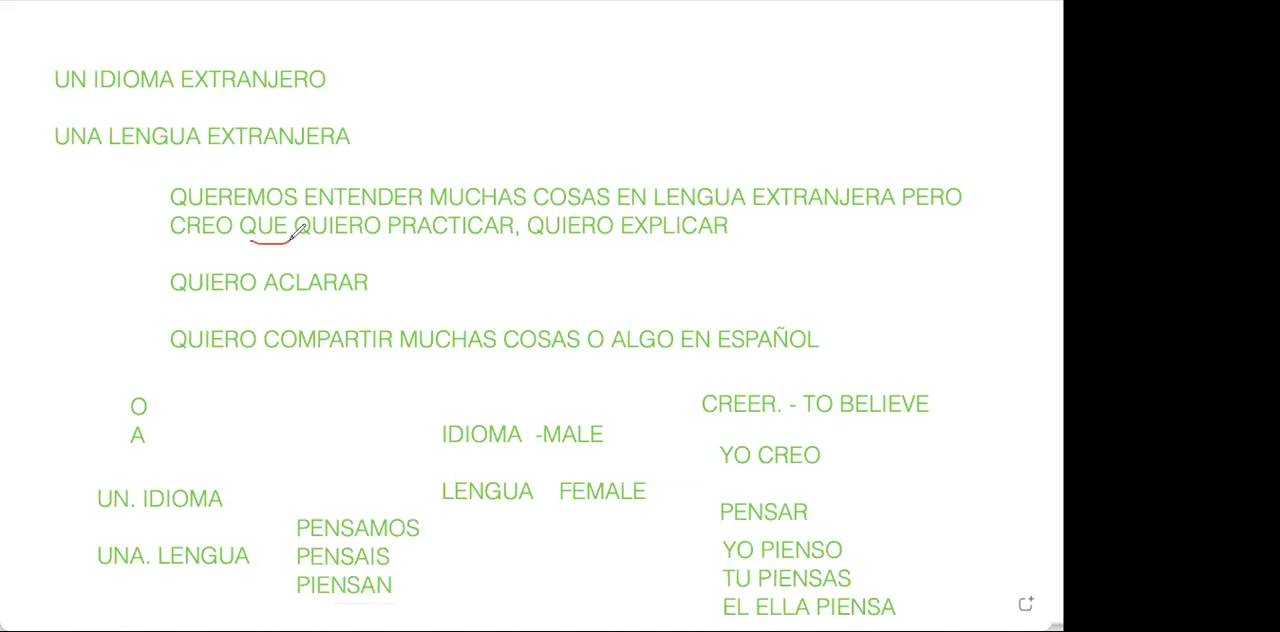 UN IDIOMA EXTRANJERO
UNA LENGUA EXTRANJERA
QUEREMOS ENTENDER MUCHAS COSAS EN LENGUA EXTRANJERA PERO
CREO QUE QUIERO PRACTICAR, QUIERO EXPLICAR
QUIERO ACLARAR
QUIERO COMPARTIR MUCHAS COSAS O ALGO EN ESPAÑOL
O
A
UN. IDIOMA
UNA. LENGUA
PENSAMOS
PENSAIS
PIENSAN
IDIOMA -MALE
LENGUA FEMALE
CREER. - TO BELIEVE
YO CREO
PENSAR
YO PIENSO
TU PIENSAS
EL ELLA PIENSA